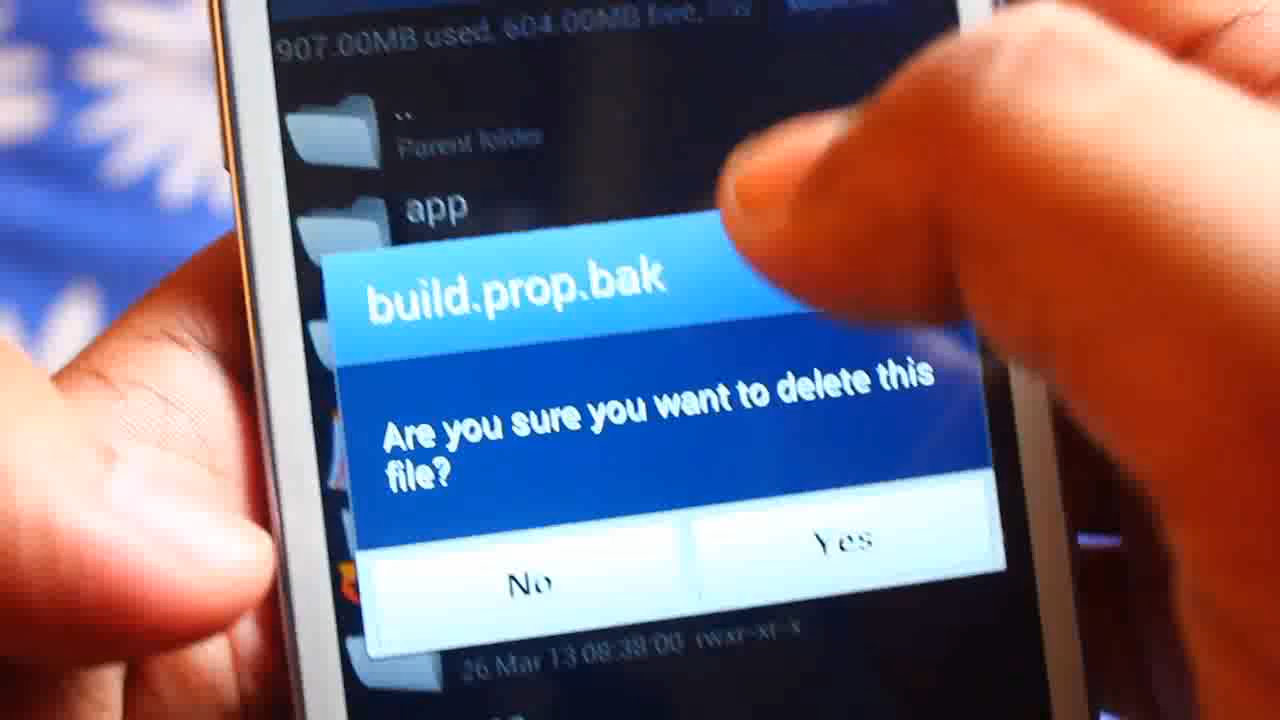 907.00MB used, 604.00MB free, r/w
..
Parent folder
app
build.prop.bak
Are you sure you want to delete this
file?
No
Yes
26 Mar 13 08:38:00 rwxr-xr-x